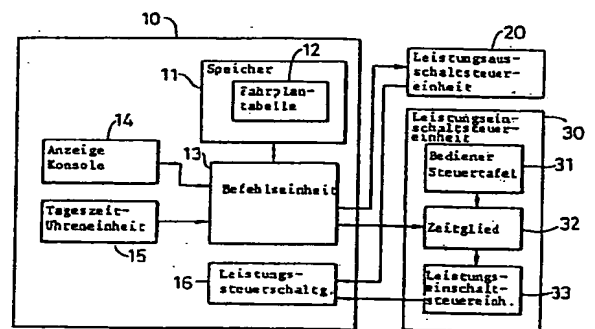 10
12
20
11
Speicher
Fahrplan-
tabelle
Leistungsaus-
schaltsteuer-
einheit
14
13
Anzeige
Konsole
Befehlseinheit
Leistungsein-
schaltsteuer-
einheit
30
Bediener
Steuertafel
31
Tageszeit-
Uhreneinheit
15
Zeitglied
32
16
Leistungs-
steuerschaltg.
Leistungs-
einschalt-
steuereinh.
33